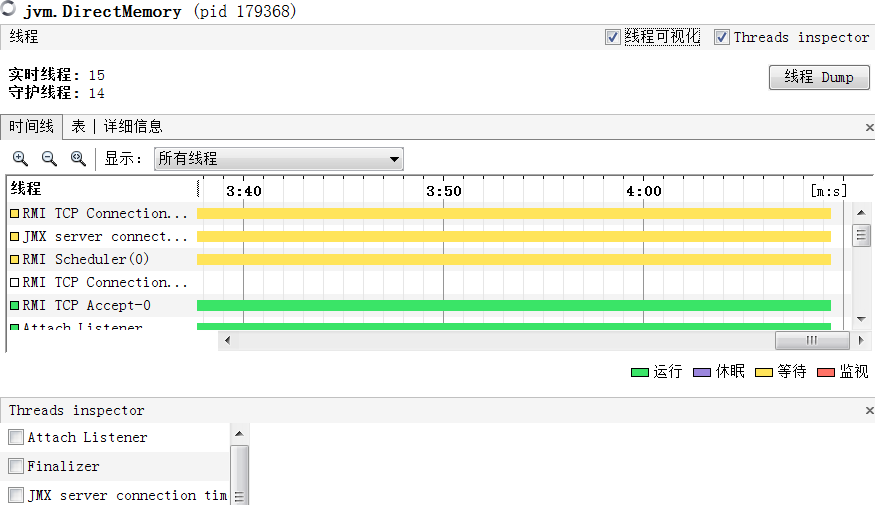 jvm.DirectMemory (pid 179368)
线程 线程可视化 Threads inspector
实时线程: 15
守护线程: 14
线程 Dump
时间线 表 详细信息
显示: 所有线程
线程 3:40 3:50 4:00 [m:s]
RMI TCP Connection...
JMX server connect...
RMI Scheduler(0)
RMI TCP Connection...
RMI TCP Accept-0
Attach Listener
运行 休眠 等待 监视
Threads inspector
Attach Listener
Finalizer
JMX server connection tim